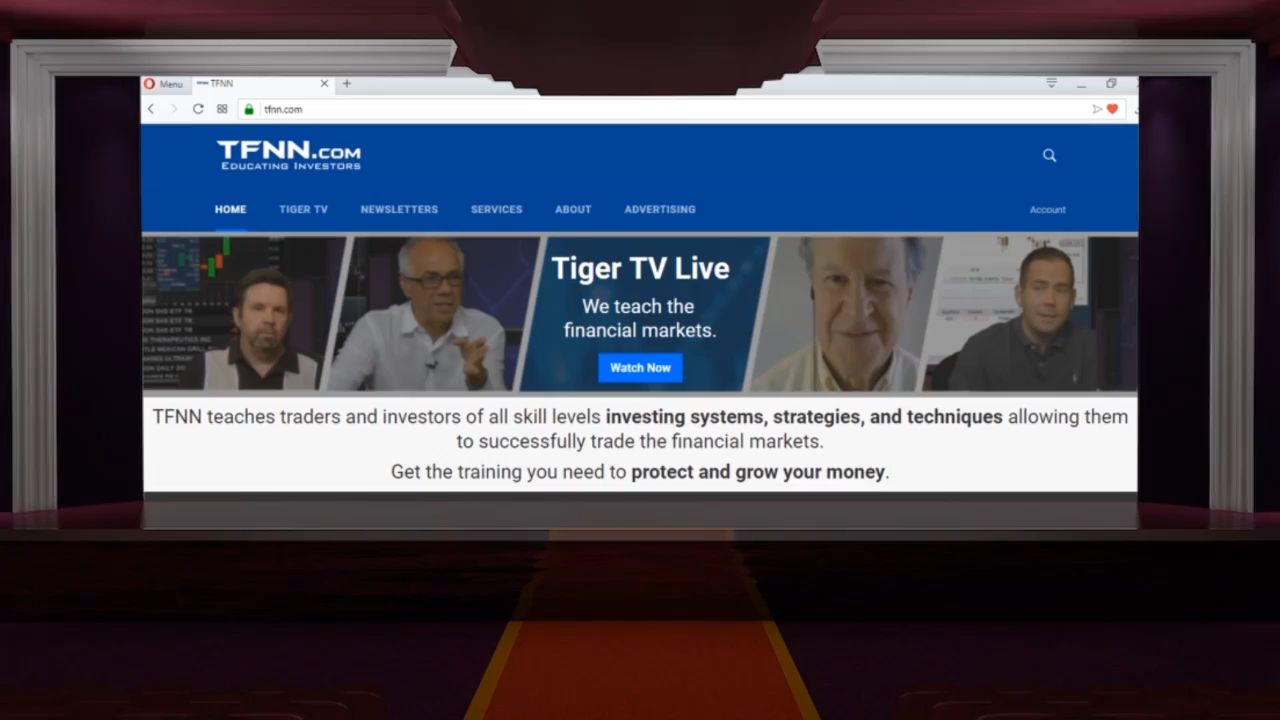 Menu
TFNN
tfnn.com
TFNN.COM
EDUCATING INVESTORS
HOME TIGER TV NEWSLETTERS SERVICES ABOUT ADVERTISING Account
Tiger TV Live
We teach the
financial markets.
Watch Now
TFNN teaches traders and investors of all skill levels investing systems, strategies, and techniques allowing them
to successfully trade the financial markets.
Get the training you need to protect and grow your money.